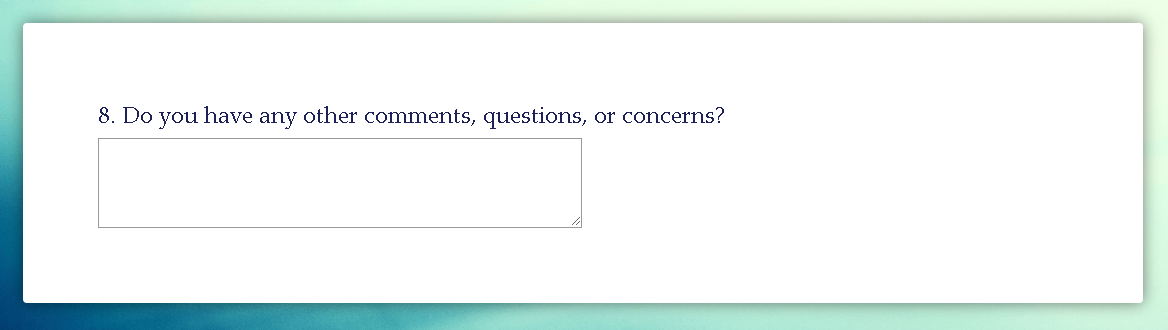 8. Do you have any other comments, questions, or concerns?